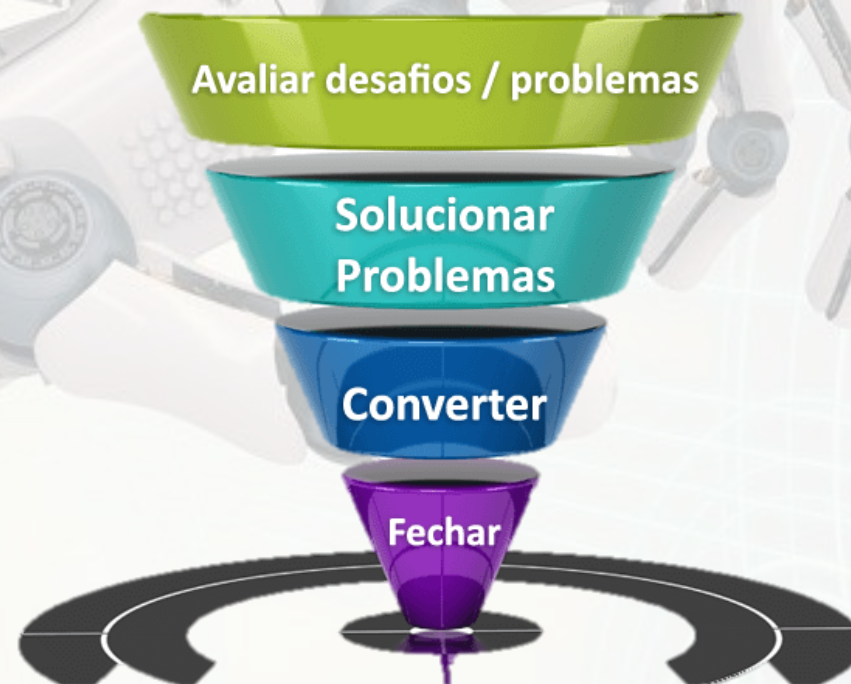 Avaliar desafios / problemas
Solucionar
Problemas
Converter
Fechar